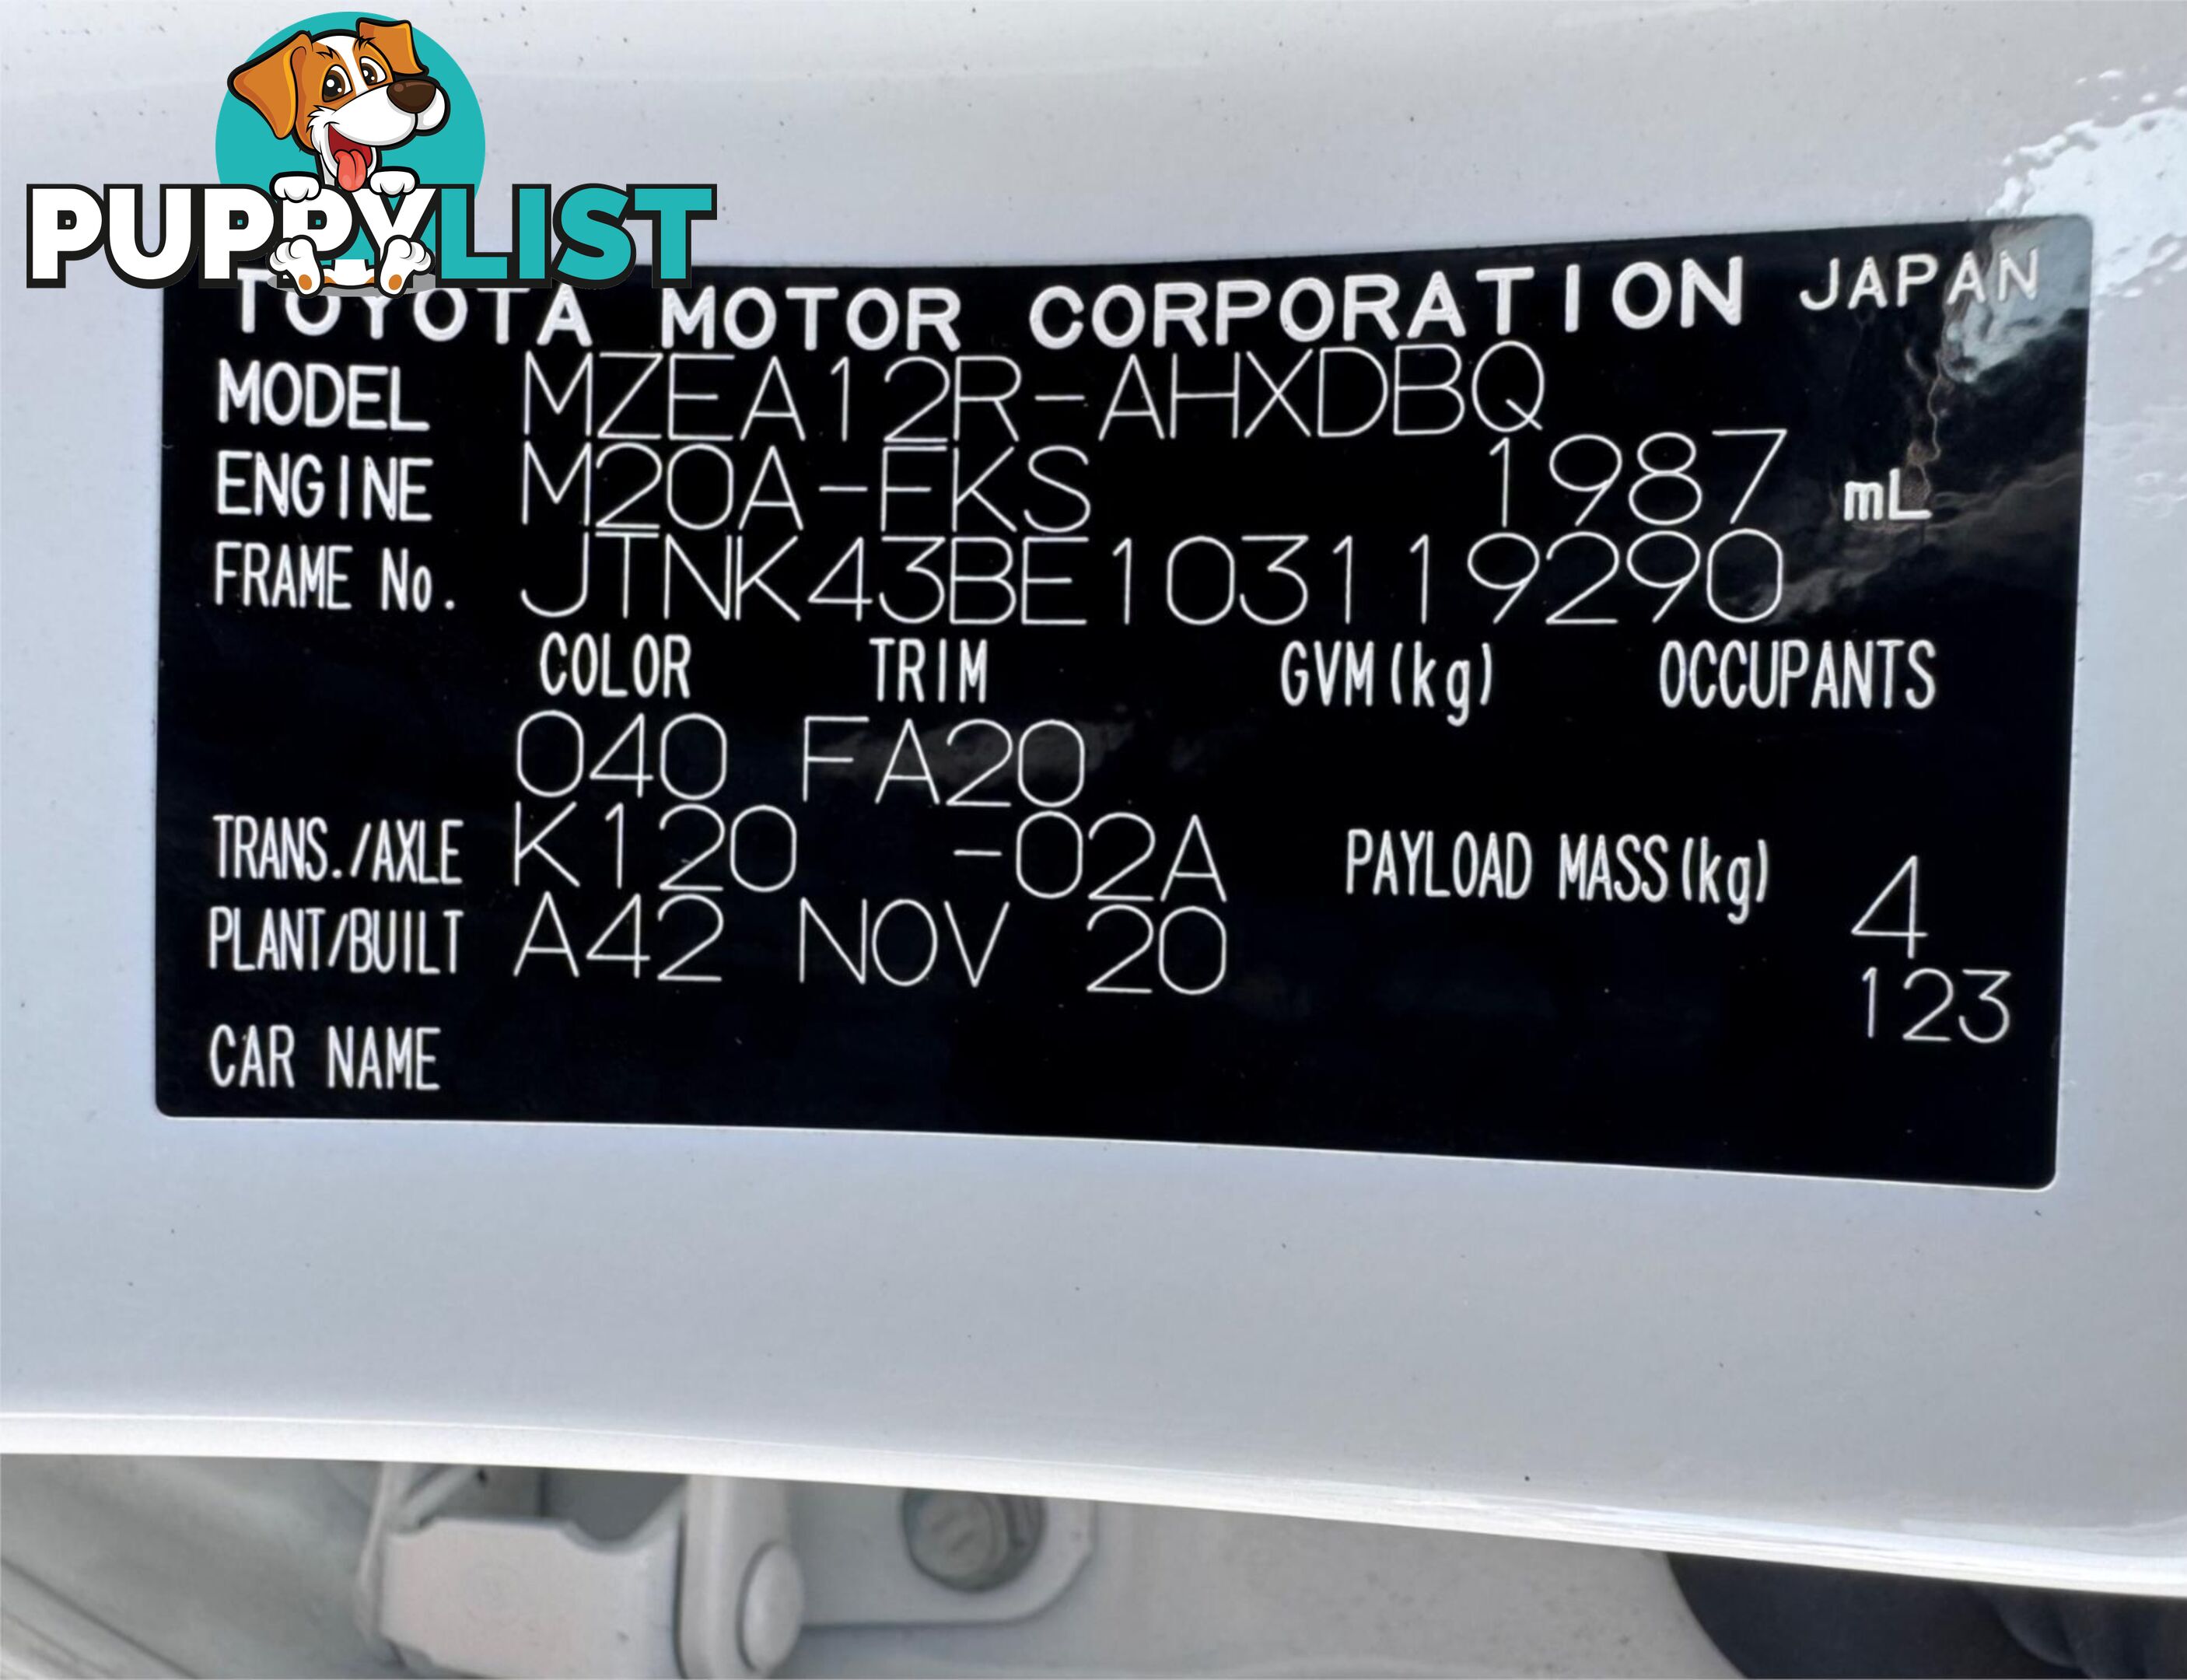 PUPPYLIST
TOYOTA MOTOR CORPORATION JAPAN
MODEL MZEA12R-AHXDBQ
ENGINE M20A-FKS 1987 mL
FRAME No. JTNK43BE103119290
COLOR TRIM GVM(kg) OCCUPANTS
040 FA20
TRANS./AXLE K120 -02A PAYLOAD MASS(kg) 4
PLANT/BUILT A42 NOV 20 123
CAR NAME